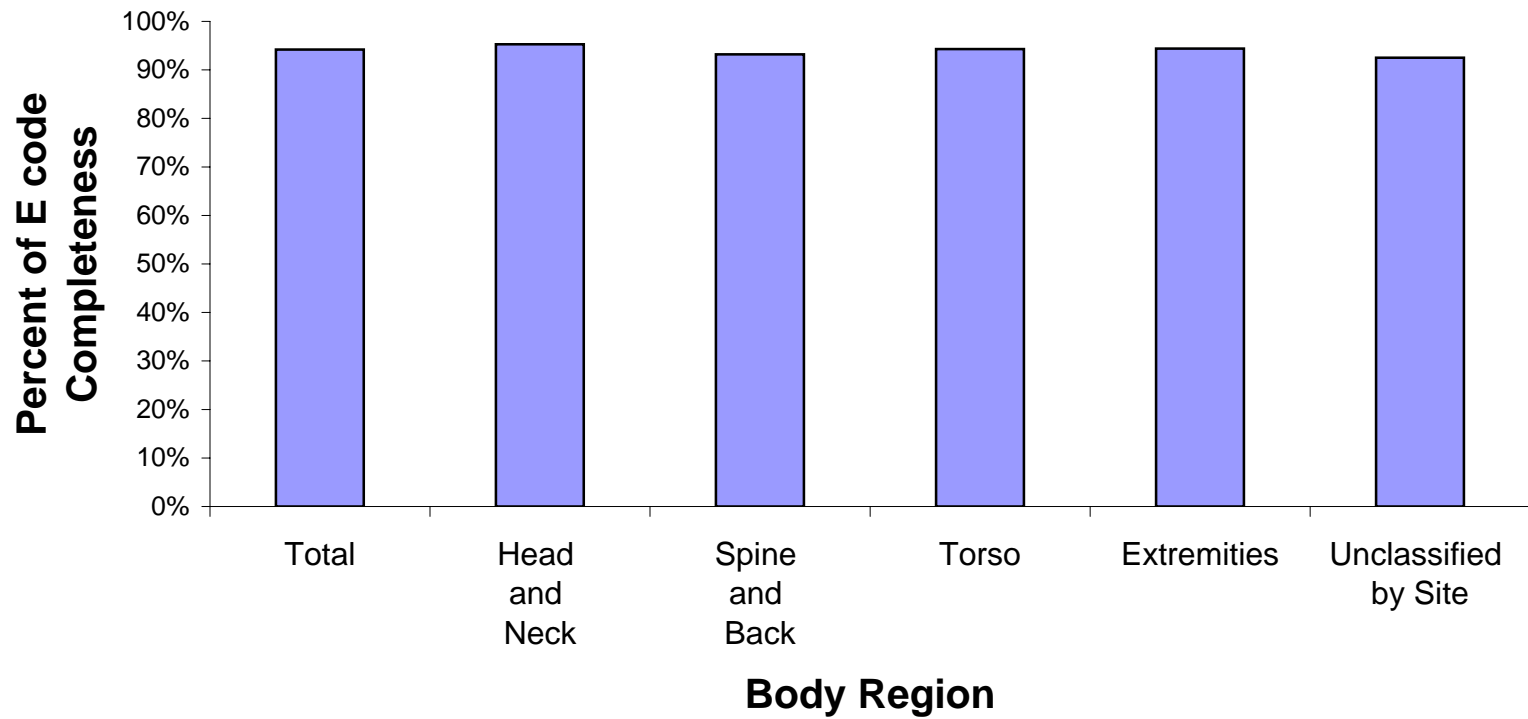 Percent of E code
Completeness
100%
90%
80%
70%
60%
50%
40%
30%
20%
10%
0%
Total
Head
and
Neck
Spine
and
Back
Torso
Extremities
Unclassified
by Site
Body Region